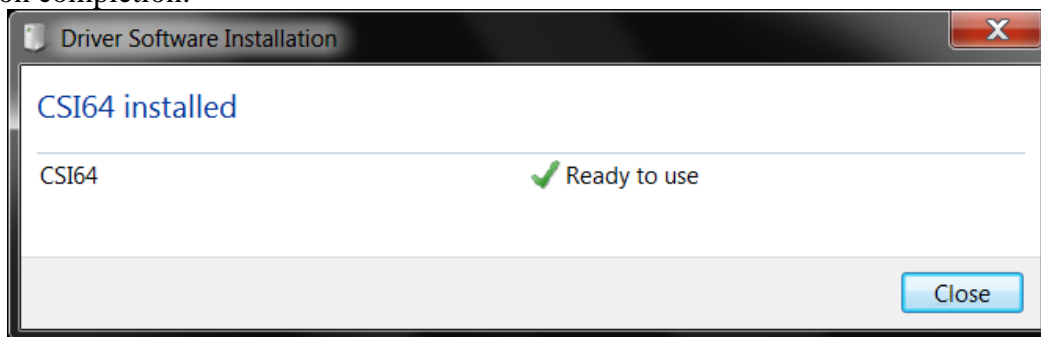 on completion.
Driver Software Installation
CSI64 installed
CSI64 Ready to use
Close